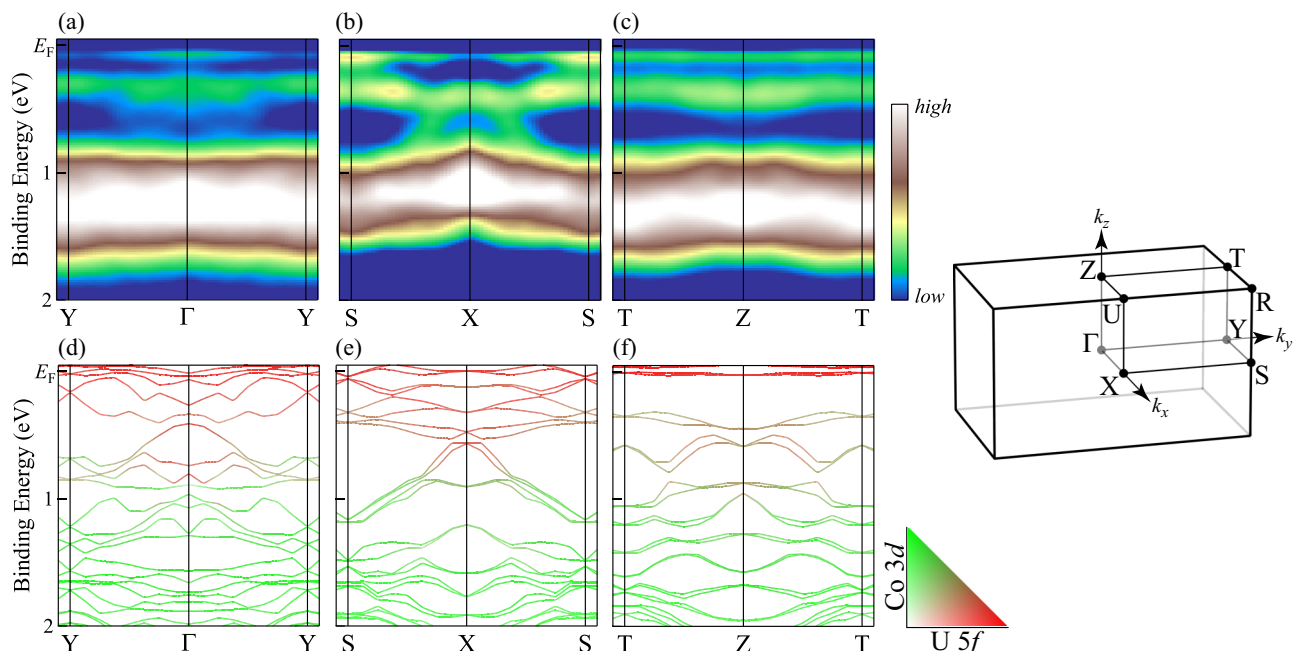 (a)
(b)
(c)
E_F
Binding Energy (eV)
1
2
Y Γ Y
S X S
T Z T
high
low
k_z
Z
T
U
R
Γ
Y
k_y
X
S
k_x
(d)
(e)
(f)
E_F
Binding Energy (eV)
1
2
Y Γ Y
S X S
T Z T
Co 3d
U 5f